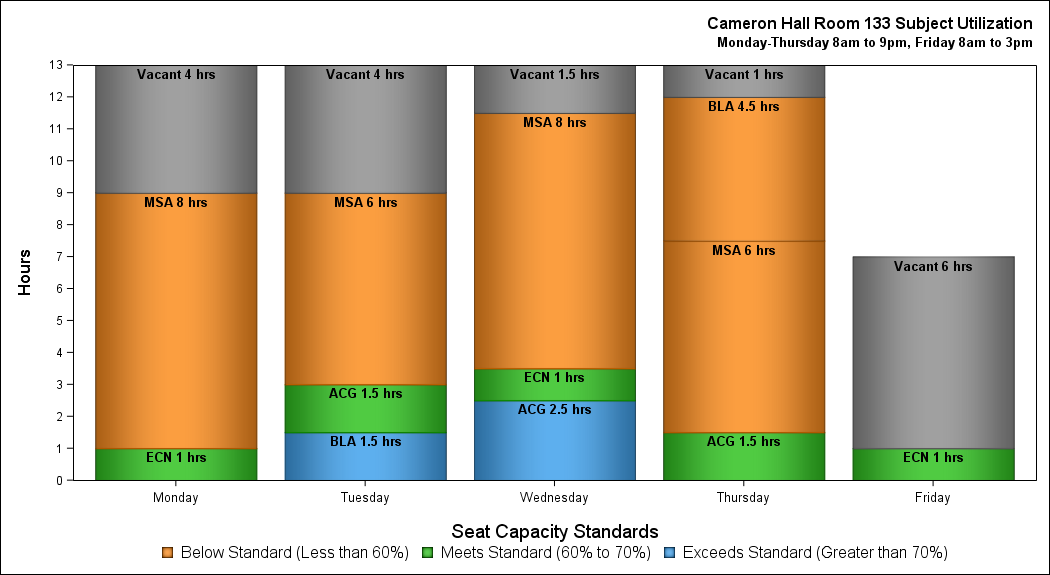 Cameron Hall Room 133 Subject Utilization
Monday-Thursday 8am to 9pm, Friday 8am to 3pm
13
12
11
10
9
8
7
6
5
4
3
2
1
0
Hours
Vacant 4 hrs
MSA 8 hrs
ECN 1 hrs
Vacant 4 hrs
MSA 6 hrs
ACG 1.5 hrs
BLA 1.5 hrs
Vacant 1.5 hrs
MSA 8 hrs
ECN 1 hrs
ACG 2.5 hrs
Vacant 1 hrs
BLA 4.5 hrs
MSA 6 hrs
ACG 1.5 hrs
Vacant 6 hrs
ECN 1 hrs
Monday Tuesday Wednesday Thursday Friday
Seat Capacity Standards
Below Standard (Less than 60%) Meets Standard (60% to 70%) Exceeds Standard (Greater than 70%)